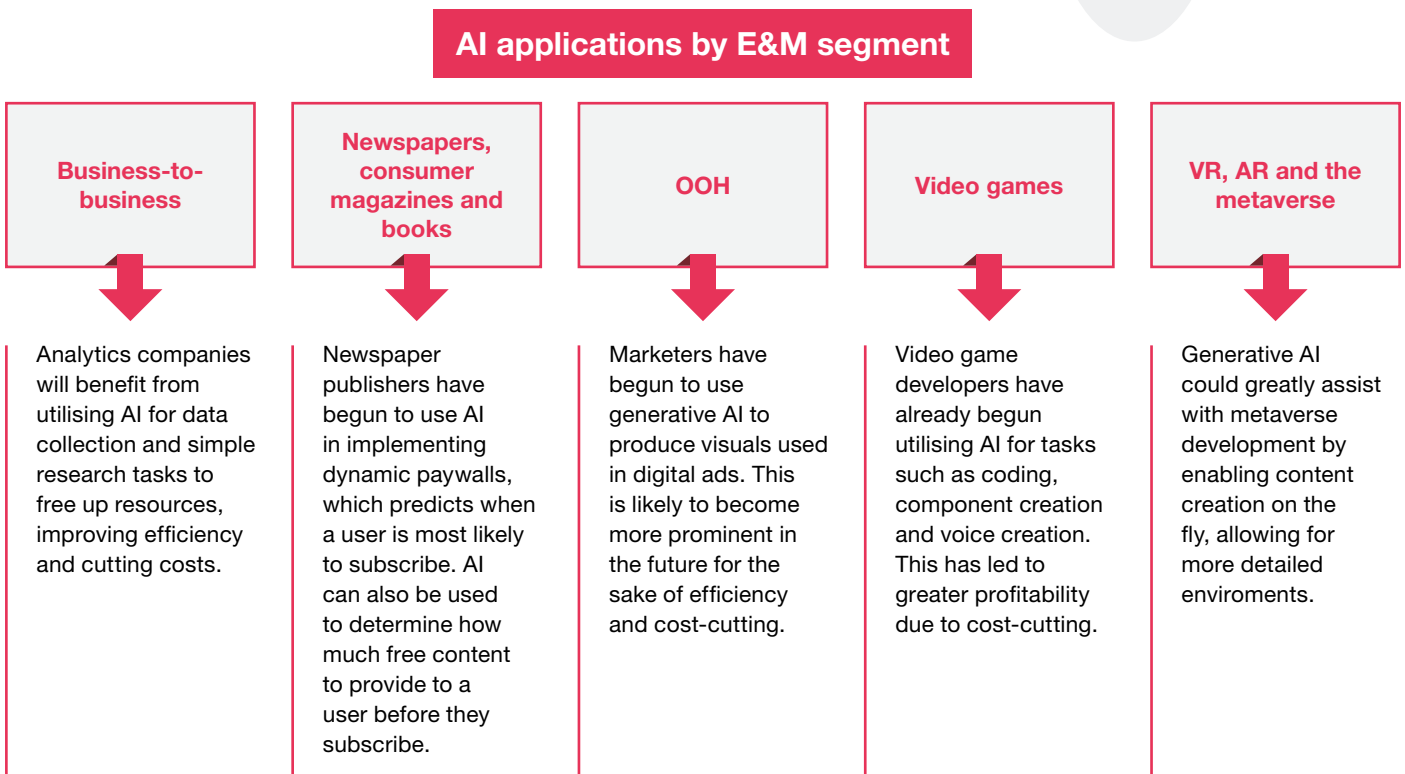 AI applications by E&M segment
Business-to-
business
Analytics companies
will benefit from
utilising AI for data
collection and simple
research tasks to
free up resources,
improving efficiency
and cutting costs.
Newspapers,
consumer
magazines and
books
Newspaper
publishers have
begun to use AI
in implementing
dynamic paywalls,
which predicts when
a user is most likely
to subscribe. AI
can also be used
to determine how
much free content
to provide to a
user before they
subscribe.
OOH
Marketers have
begun to use
generative AI to
produce visuals used
in digital ads. This
is likely to become
more prominent in
the future for the
sake of efficiency
and cost-cutting.
Video games
Video game
developers have
already begun
utilising AI for tasks
such as coding,
component creation
and voice creation.
This has led to
greater profitability
due to cost-cutting.
VR, AR and the
metaverse
Generative AI
could greatly assist
with metaverse
development by
enabling content
creation on the
fly, allowing for
more detailed
enviroments.